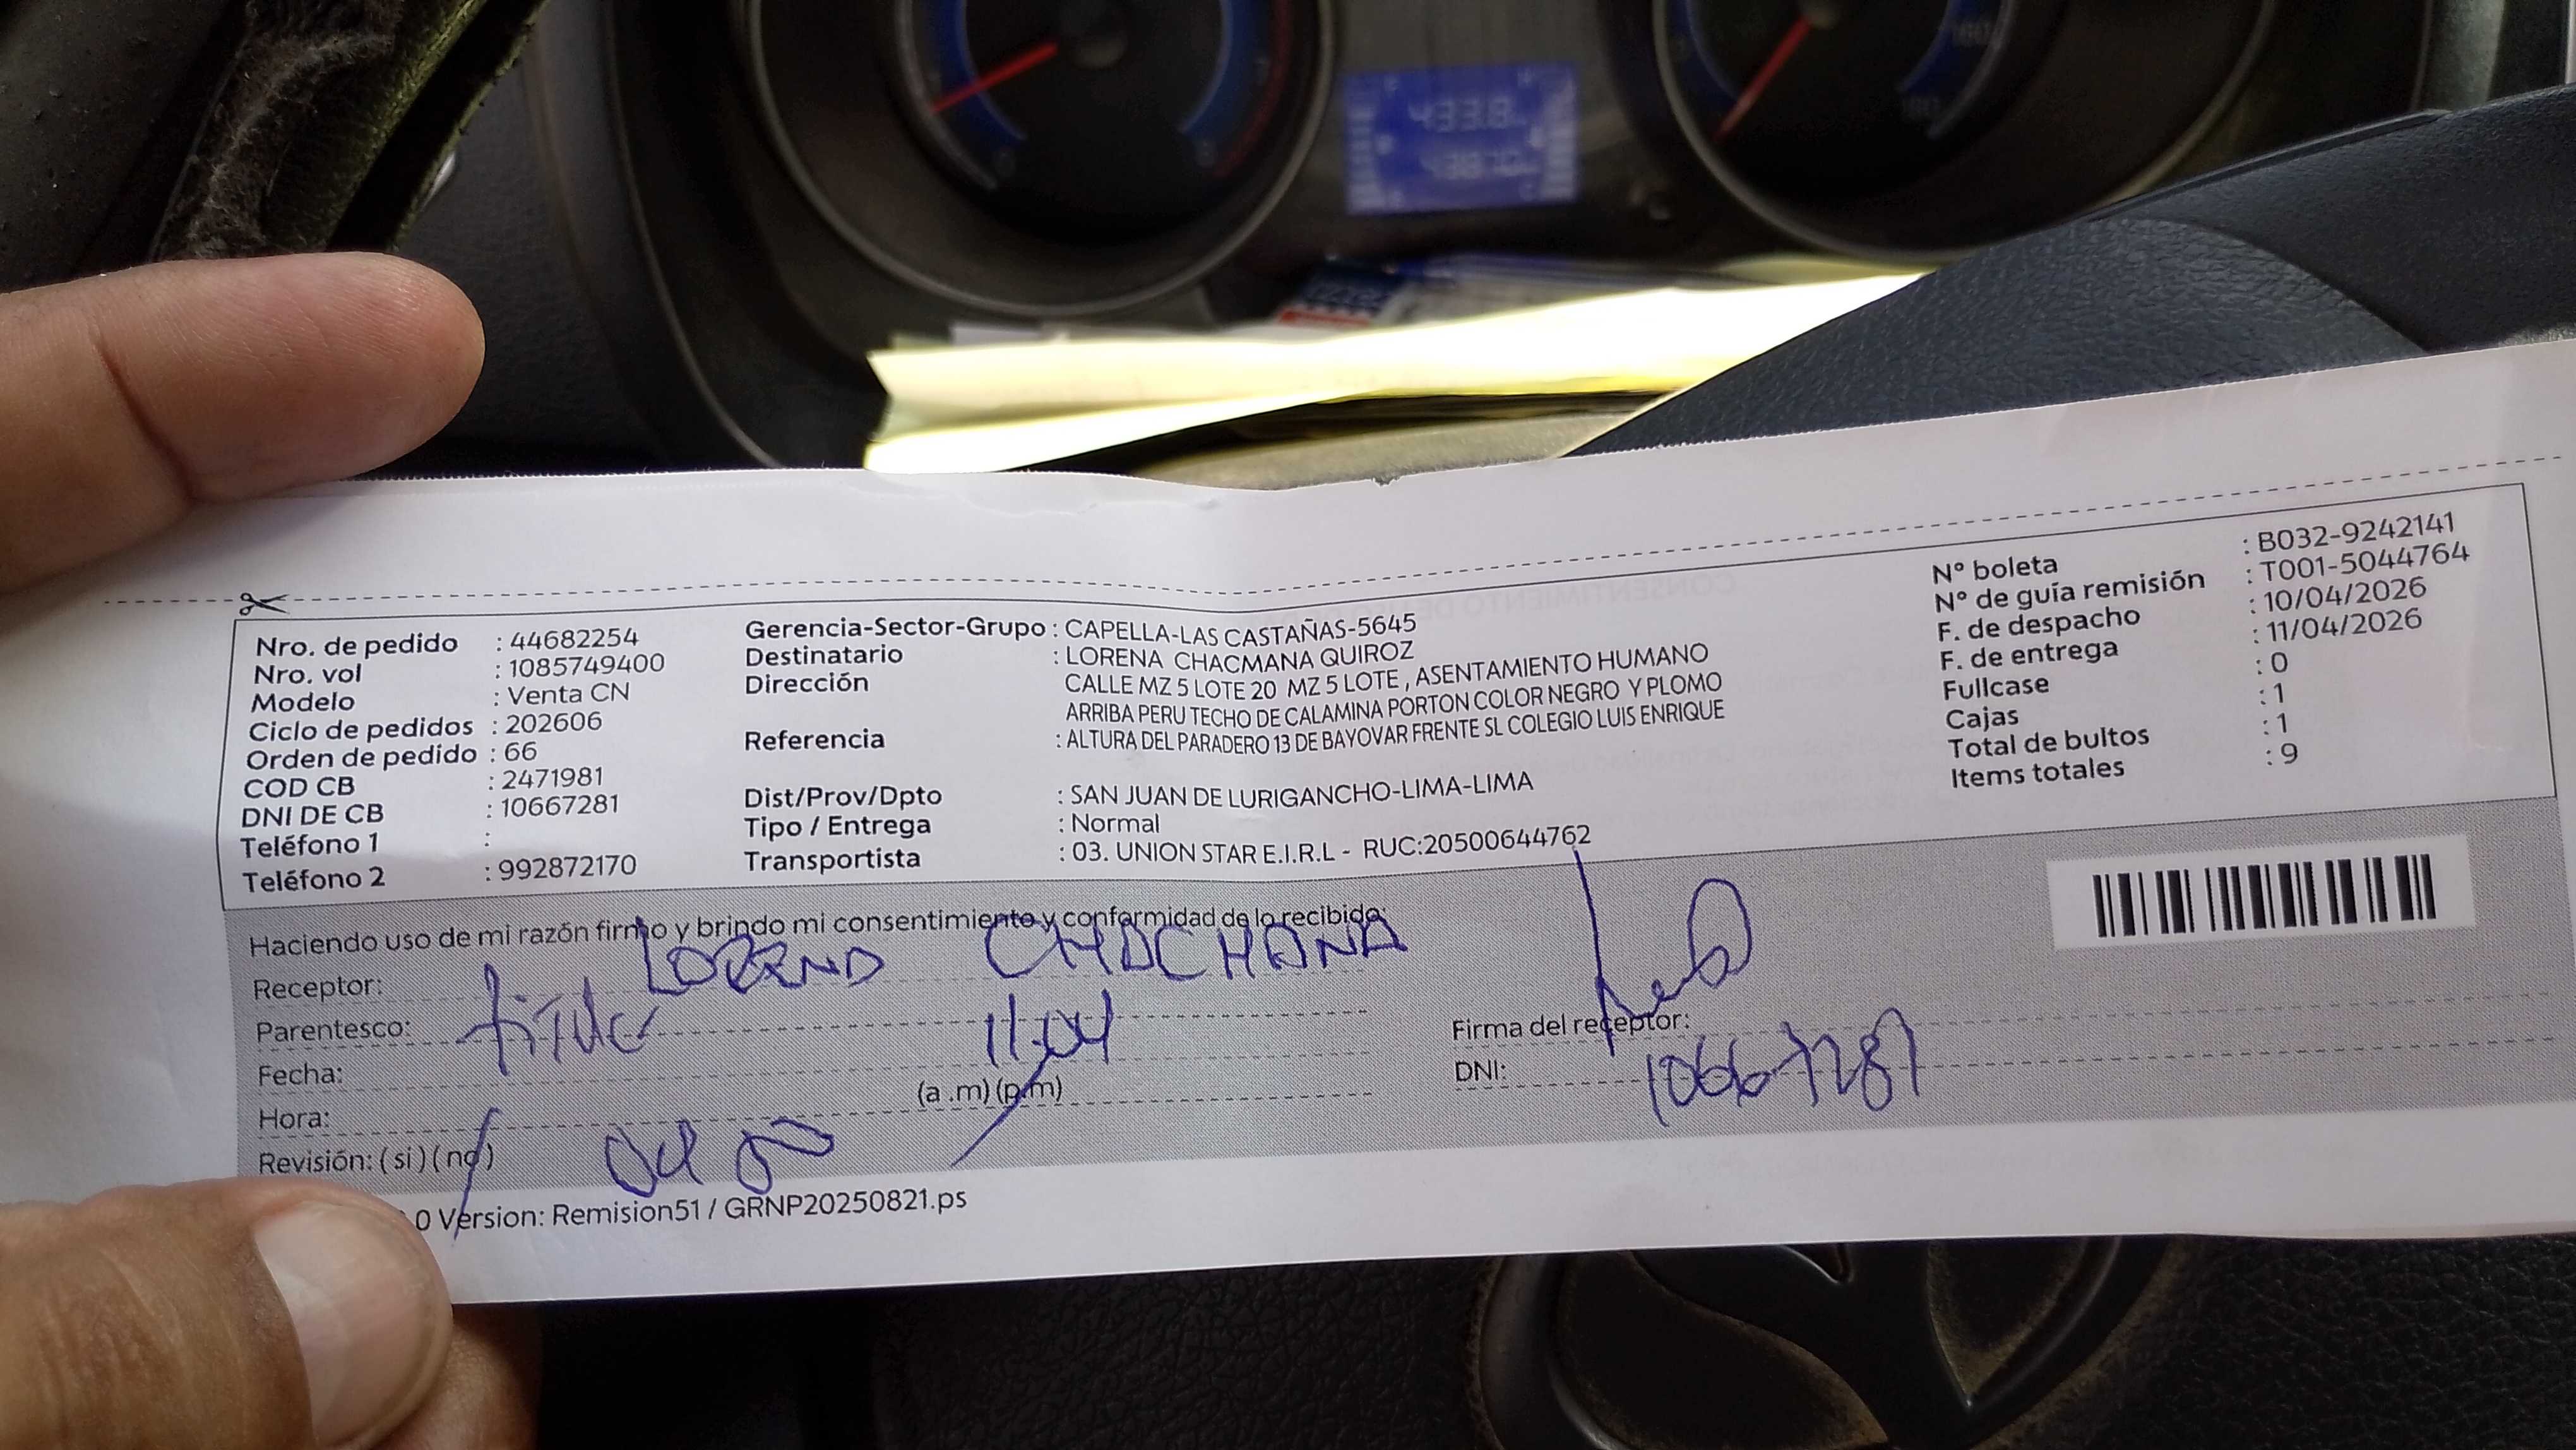 433.8
Nro. de pedido : 44682254
Nro. vol : 1085749400
Modelo : Venta CN
Ciclo de pedidos : 202606
Orden de pedido : 66
COD CB : 2471981
DNI DE CB : 10667281
Teléfono 1 :
Teléfono 2 : 992872170
Gerencia-Sector-Grupo : CAPELLA-LAS CASTAÑAS-5645
Destinatario : LORENA CHACMANA QUIROZ
Dirección CALLE MZ 5 LOTE 20 MZ 5 LOTE , ASENTAMIENTO HUMANO
ARRIBA PERU TECHO DE CALAMINA PORTON COLOR NEGRO Y PLOMO
Referencia : ALTURA DEL PARADERO 13 DE BAYOVAR FRENTE SL COLEGIO LUIS ENRIQUE
Dist/Prov/Dpto : SAN JUAN DE LURIGANCHO-LIMA-LIMA
Tipo / Entrega : Normal
Transportista : 03. UNION STAR E.I.R.L - RUC:20500644762
N° boleta : B032-9242141
N° de guía remisión : T001-5044764
F. de despacho : 10/04/2026
F. de entrega : 11/04/2026
Fullcase : 0
Cajas : 1
Total de bultos : 1
Items totales : 9
Haciendo uso de mi razón firmo y brindo mi consentimiento y conformidad de lo recibido:
Receptor: LORENA CHACMANA
Parentesco:
Fecha: 11/04
Hora: (a .m) (p.m)
Revisión: ( si ) ( no ) 04 00
Firma del receptor:
DNI: 10667281
.0 Version: Remision51 / GRNP20250821.ps